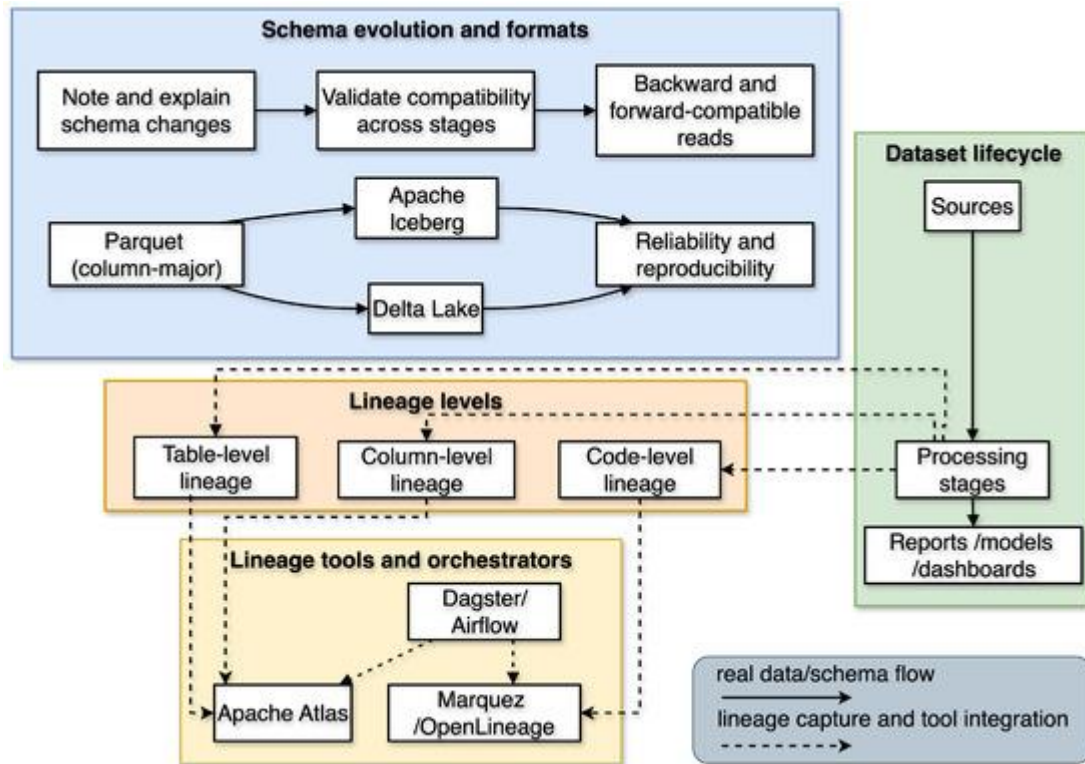 Schema evolution and formats
Note and explain
schema changes
Validate compatibility
across stages
Backward and
forward-compatible
reads
Parquet
(column-major)
Apache
Iceberg
Delta Lake
Reliability and
reproducibility
Dataset lifecycle
Sources
Processing
stages
Reports /models
/dashboards
Lineage levels
Table-level
lineage
Column-level
lineage
Code-level
lineage
Lineage tools and orchestrators
Dagster/
Airflow
Apache Atlas
Marquez
/OpenLineage
real data/schema flow
lineage capture and tool integration